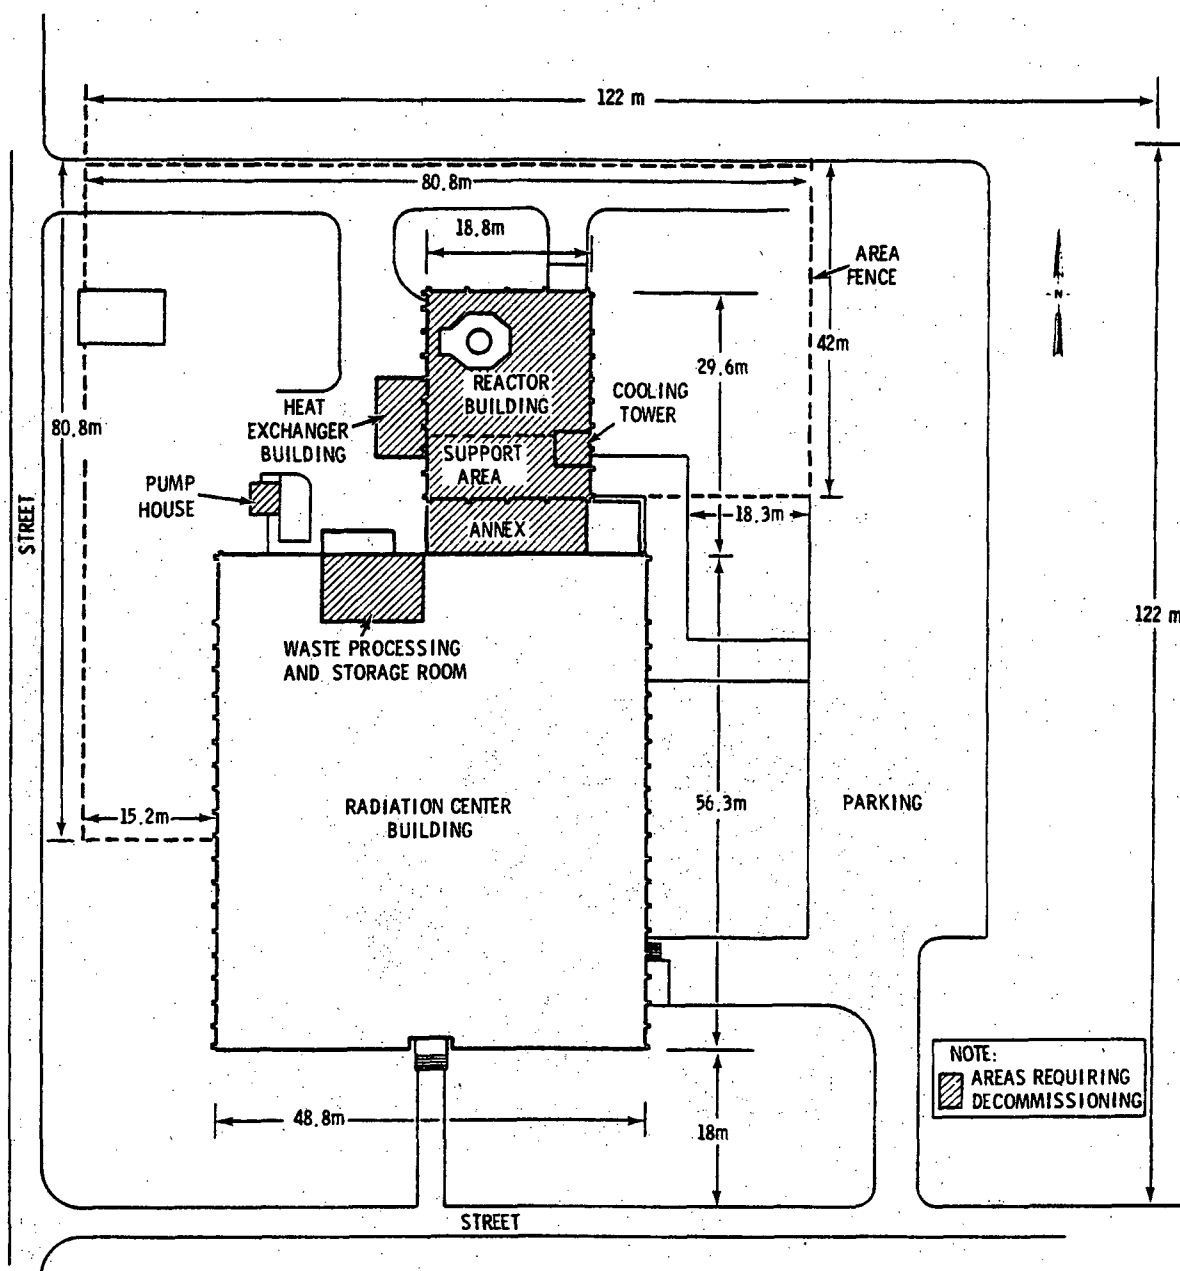 122 m
80.8m
18.8m
AREA
FENCE
N
42m
29.6m
REACTOR
BUILDING
COOLING
TOWER
HEAT
EXCHANGER
BUILDING
80.8m
SUPPORT
AREA
PUMP
HOUSE
STREET
18.3m
ANNEX
122 m
WASTE PROCESSING
AND STORAGE ROOM
RADIATION CENTER
BUILDING
56.3m
PARKING
15.2m
NOTE:
AREAS REQUIRING
DECOMMISSIONING
48.8m
18m
STREET